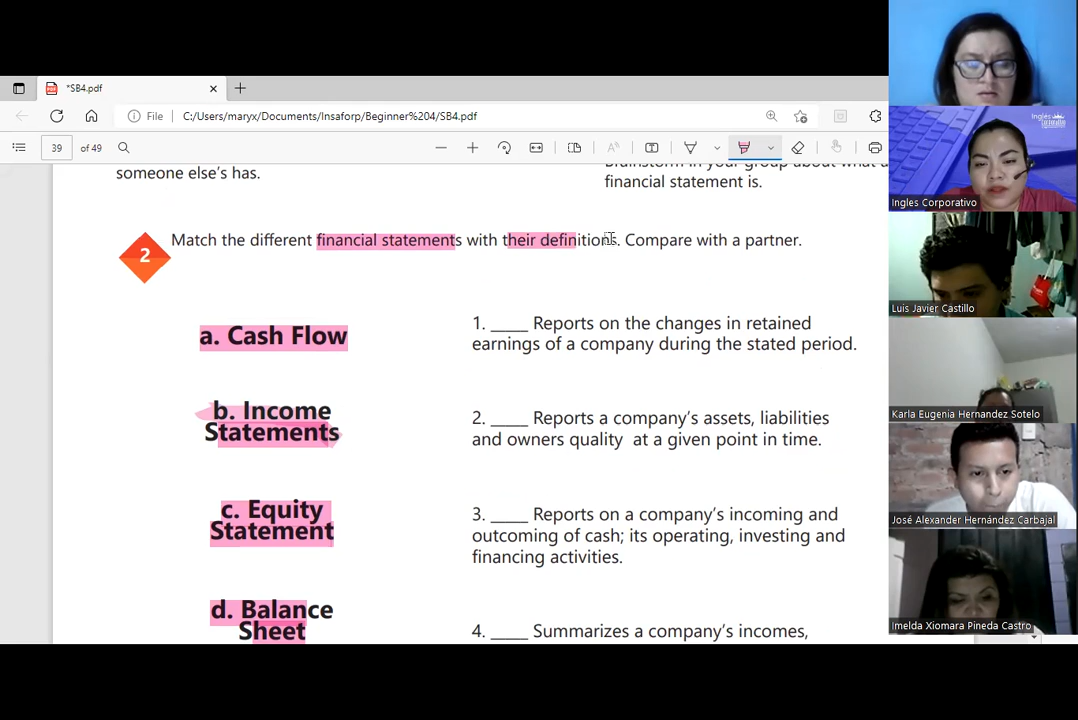 *SB4.pdf
File
C:/Users/maryx/Documents/Insaforp/Beginner%204/SB4.pdf
39 of 49
someone else's has.
financial statement is.
2
Match the different financial statements with their definitions. Compare with a partner.
a. Cash Flow
b. Income
Statements
c. Equity
Statement
d. Balance
Sheet
1. ____ Reports on the changes in retained
earnings of a company during the stated period.
2. ____ Reports a company's assets, liabilities
and owners quality at a given point in time.
3. ____ Reports on a company's incoming and
outcoming of cash; its operating, investing and
financing activities.
4. ____ Summarizes a company's incomes,
Ingles Corporativo
Luis Javier Castillo
Karla Eugenia Hernandez Sotelo
José Alexander Hernández Carbajal
Imelda Xiomara Pineda Castro